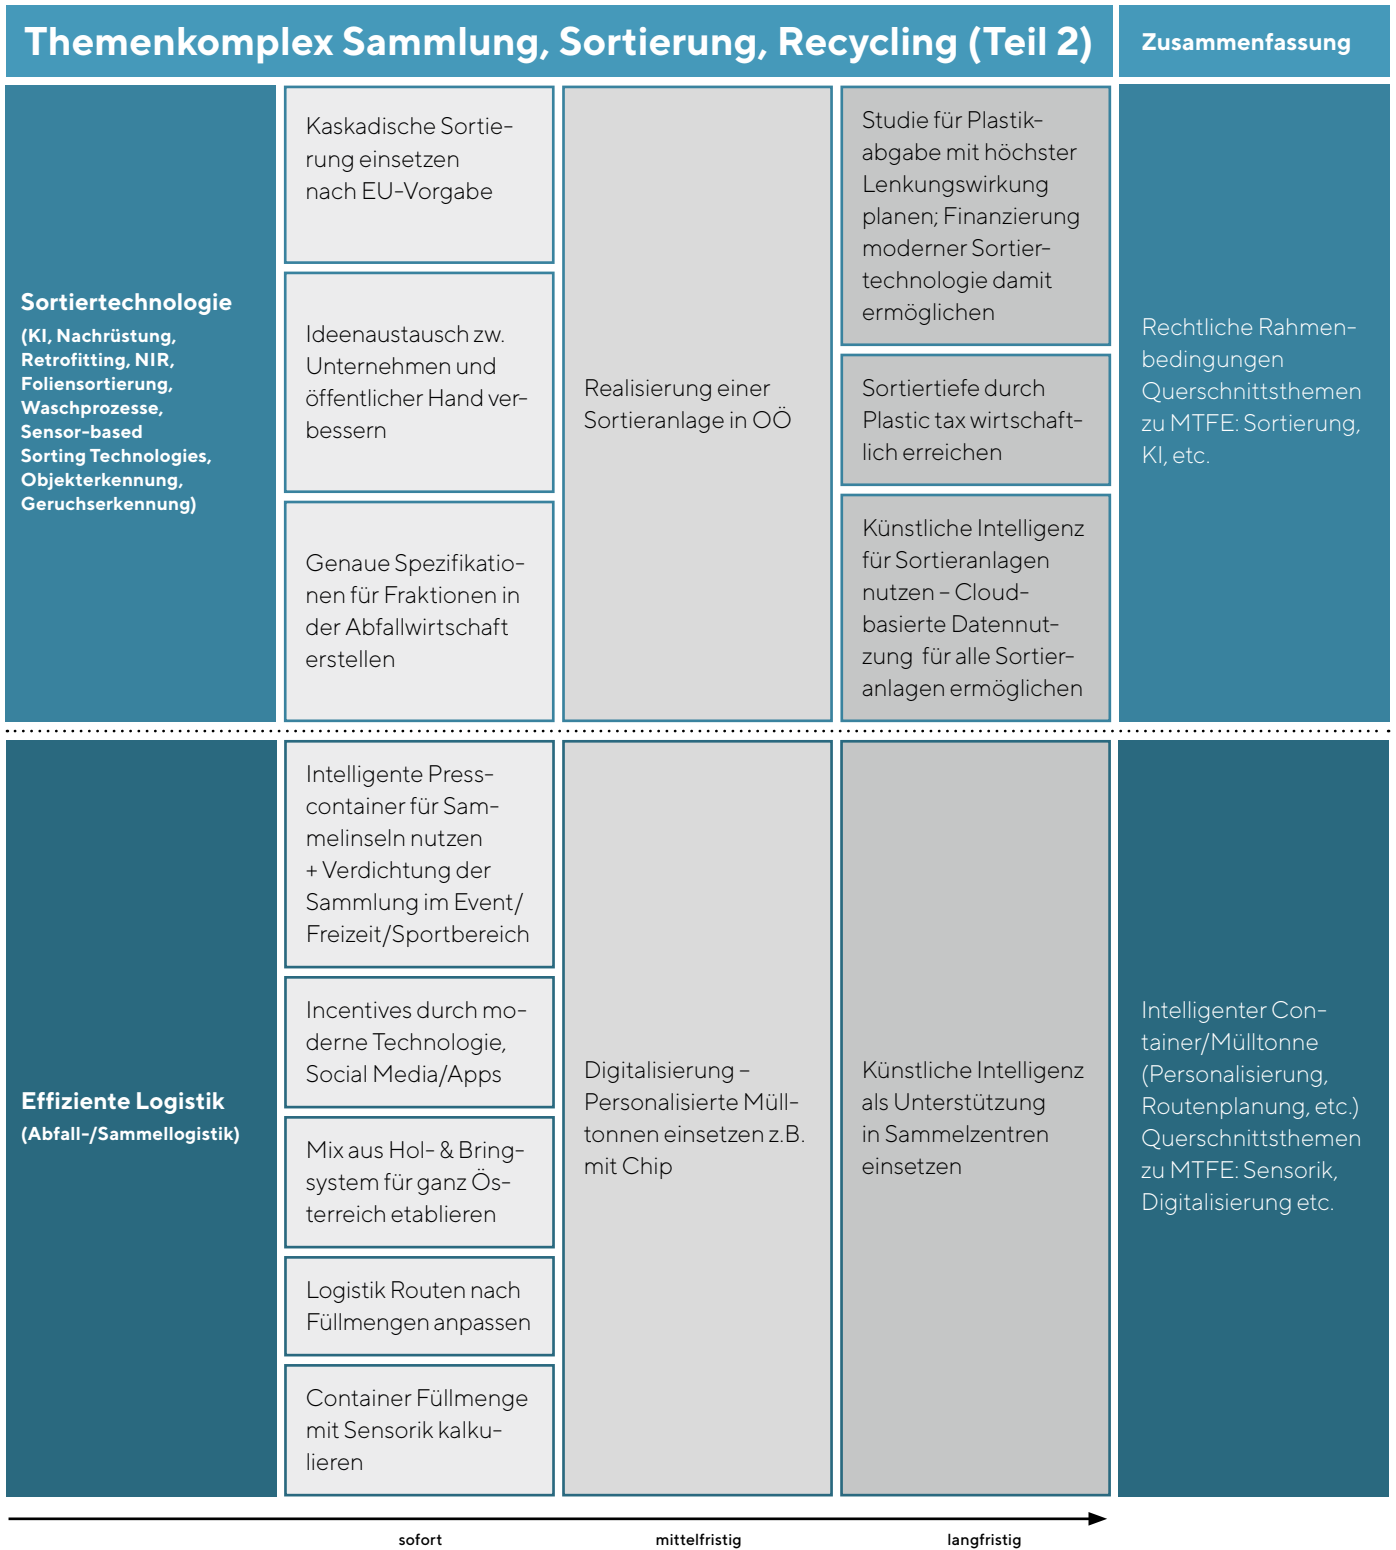 Themenkomplex Sammlung, Sortierung, Recycling (Teil 2)
Zusammenfassung
Sortiertechnologie
(KI, Nachrüstung,
Retrofitting, NIR,
Foliensortierung,
Waschprozesse,
Sensor-based
Sorting Technologies,
Objekterkennung,
Geruchserkennung)
Kaskadische Sortie-
rung einsetzen
nach EU-Vorgabe
Ideenaustausch zw.
Unternehmen und
öffentlicher Hand ver-
bessern
Genaue Spezifikatio-
nen für Fraktionen in
der Abfallwirtschaft
erstellen
Realisierung einer
Sortieranlage in OÖ
Studie für Plastik-
abgabe mit höchster
Lenkungswirkung
planen; Finanzierung
moderner Sortier-
technologie damit
ermöglichen
Sortiertiefe durch
Plastic tax wirtschaft-
lich erreichen
Künstliche Intelligenz
für Sortieranlagen
nutzen – Cloud-
basierte Datennut-
zung für alle Sortier-
anlagen ermöglichen
Rechtliche Rahmen-
bedingungen
Querschnittsthemen
zu MTFE: Sortierung,
KI, etc.
Effiziente Logistik
(Abfall-/Sammellogistik)
Intelligente Press-
container für Sam-
melinseln nutzen
+ Verdichtung der
Sammlung im Event/
Freizeit/Sportbereich
Incentives durch mo-
derne Technologie,
Social Media/Apps
Mix aus Hol- & Bring-
system für ganz Ös-
terreich etablieren
Logistik Routen nach
Füllmengen anpassen
Container Füllmenge
mit Sensorik kalku-
lieren
Digitalisierung –
Personalisierte Müll-
tonnen einsetzen z.B.
mit Chip
Künstliche Intelligenz
als Unterstützung
in Sammelzentren
einsetzen
Intelligenter Con-
tainer/Mülltonne
(Personalisierung,
Routenplanung, etc.)
Querschnittsthemen
zu MTFE: Sensorik,
Digitalisierung etc.
sofort
mittelfristig
langfristig